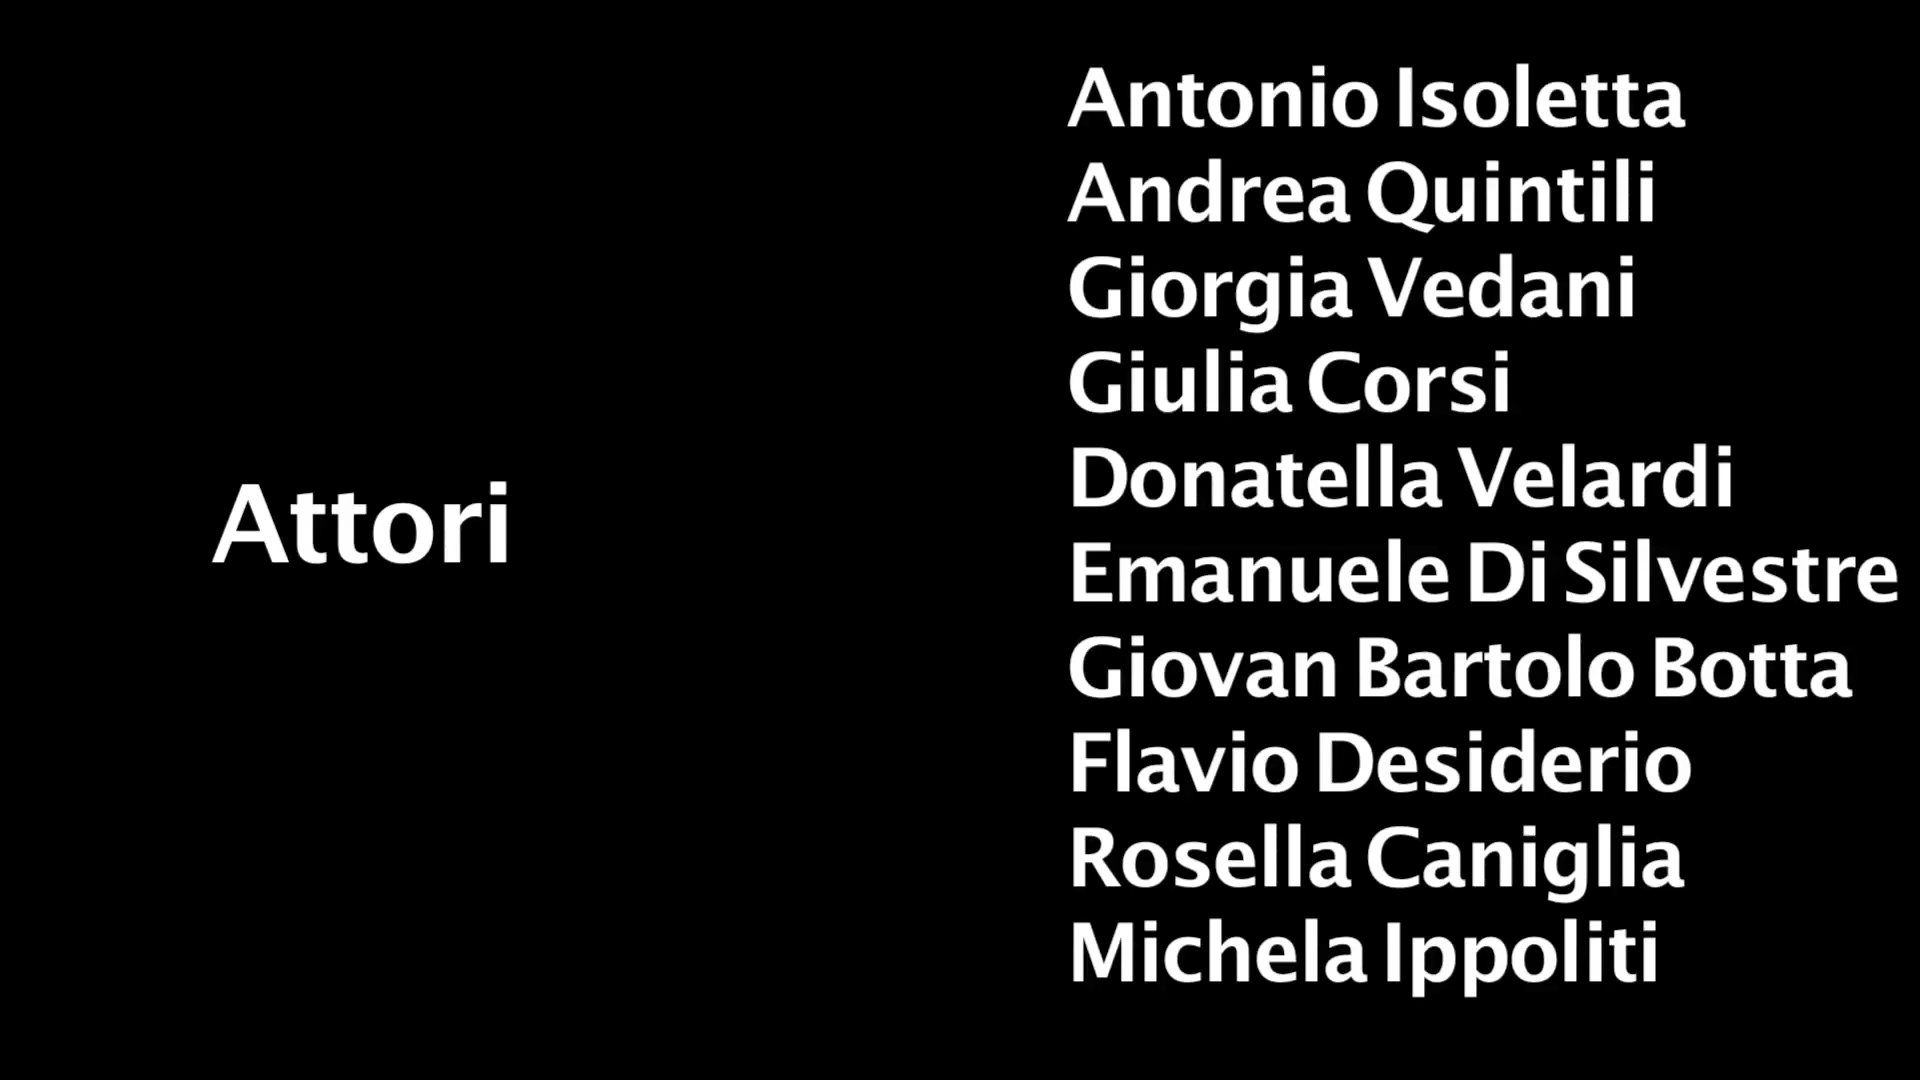 Attori
Antonio Isoletta
Andrea Quintili
Giorgia Vedani
Giulia Corsi
Donatella Velardi
Emanuele Di Silvestre
Giovan Bartolo Botta
Flavio Desiderio
Rosella Caniglia
Michela Ippoliti